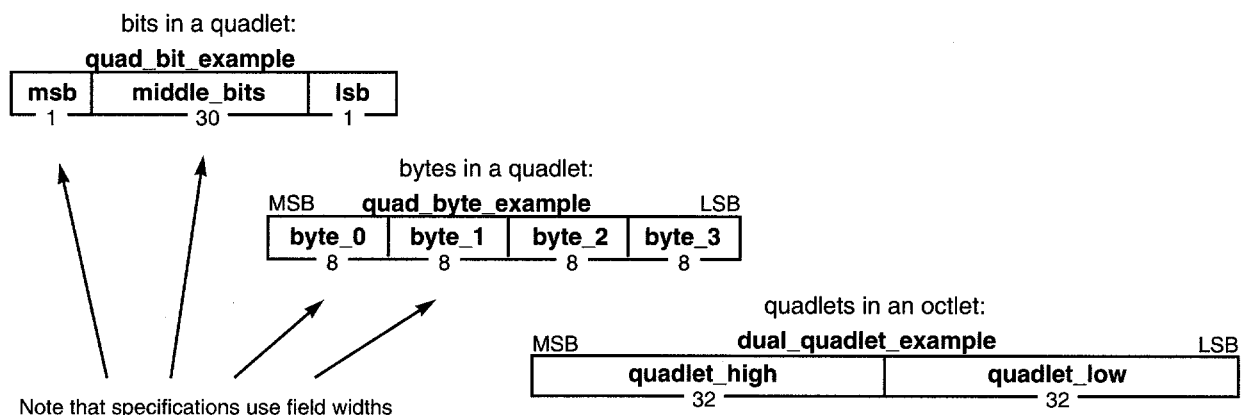 bits in a quadlet:
quad_bit_example
msb middle_bits lsb
1 30 1
bytes in a quadlet:
MSB quad_byte_example LSB
byte_0 byte_1 byte_2 byte_3
8 8 8 8
quadlets in an octlet:
MSB dual_quadlet_example LSB
quadlet_high quadlet_low
32 32
Note that specifications use field widths